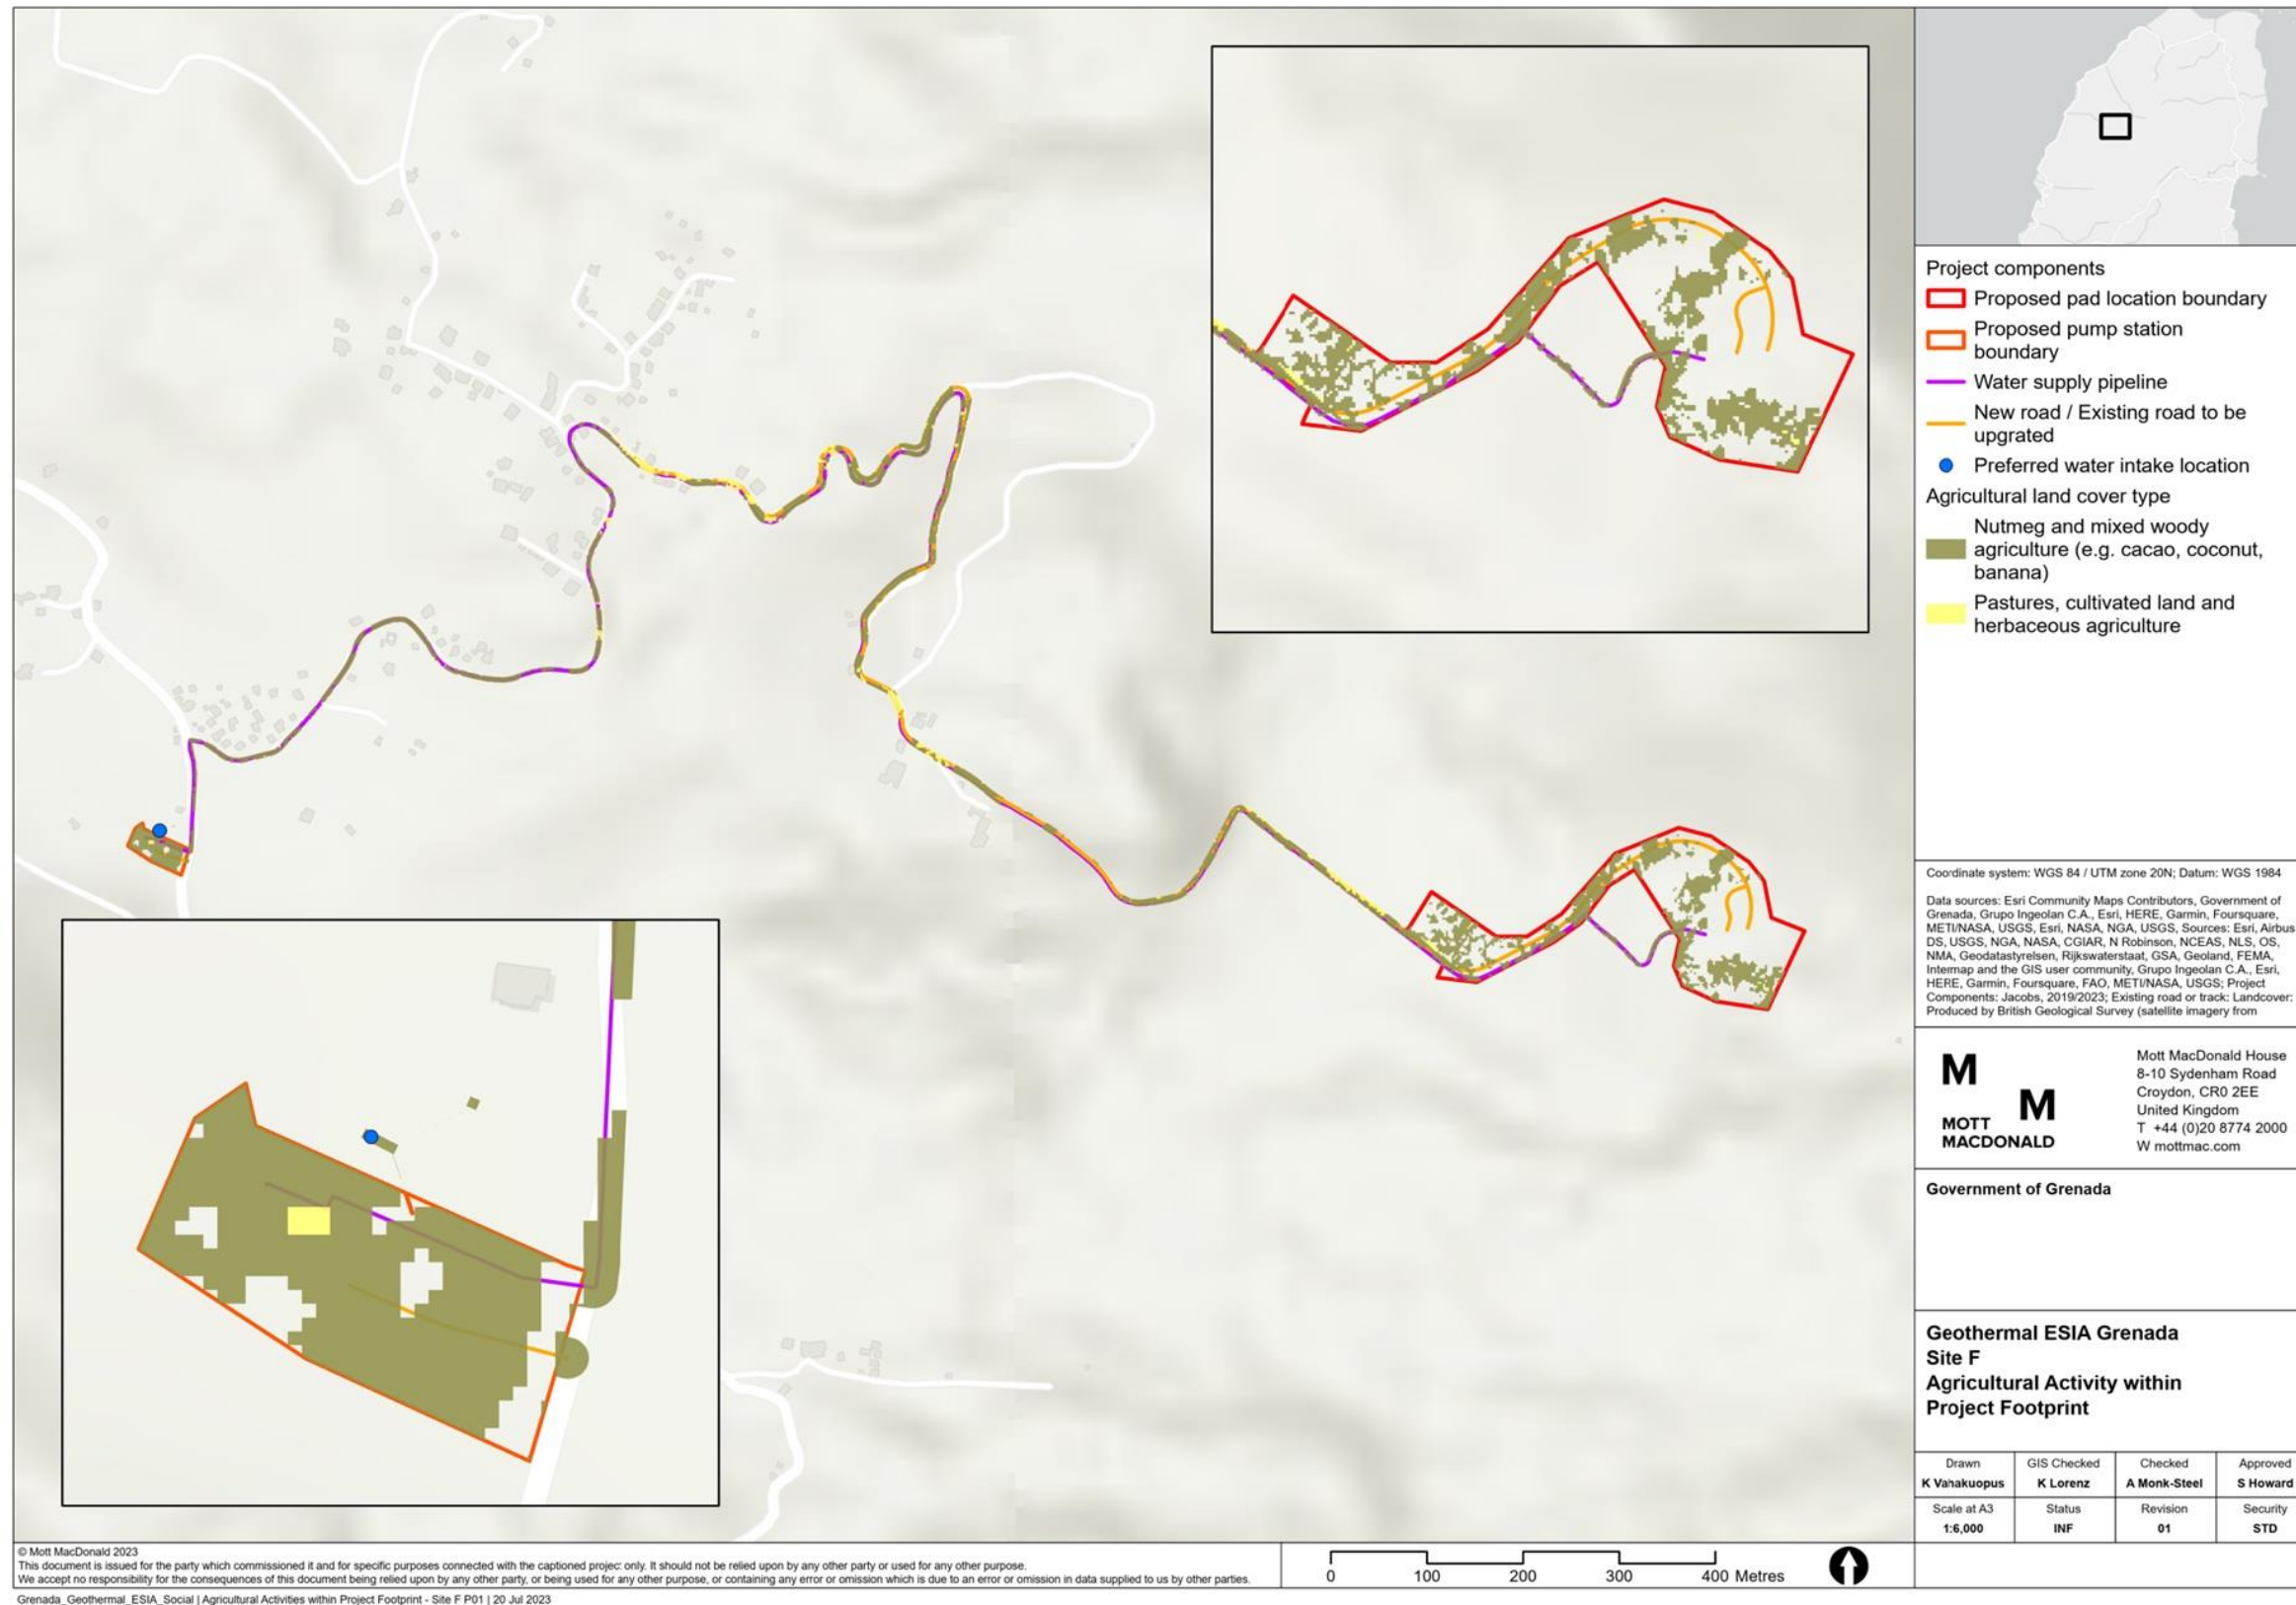 Project components
Proposed pad location boundary
Proposed pump station
boundary
Water supply pipeline
New road / Existing road to be
upgrated
Preferred water intake location
Agricultural land cover type
Nutmeg and mixed woody
agriculture (e.g. cacao, coconut,
banana)
Pastures, cultivated land and
herbaceous agriculture
Coordinate system: WGS 84 / UTM zone 20N; Datum: WGS 1984
Data sources: Esri Community Maps Contributors, Government of
Grenada, Grupo Ingeolan C.A., Esri, HERE, Garmin, Foursquare,
METI/NASA, USGS, Esri, NASA, NGA, USGS, Sources: Esri, Airbus
DS, USGS, NGA, NASA, CGIAR, N Robinson, NCEAS, NLS, OS,
NMA, Geodatastyrelsen, Rijkswaterstaat, GSA, Geoland, FEMA,
Intermap and the GIS user community, Grupo Ingeolan C.A., Esri,
HERE, Garmin, Foursquare, FAO, METI/NASA, USGS; Project
Components: Jacobs, 2019/2023; Existing road or track: Landcover:
Produced by British Geological Survey (satellite imagery from
M
M
MOTT
MACDONALD
Mott MacDonald House
8-10 Sydenham Road
Croydon, CR0 2EE
United Kingdom
T +44 (0)20 8774 2000
W mottmac.com
Government of Grenada
Geothermal ESIA Grenada
Site F
Agricultural Activity within
Project Footprint
Drawn GIS Checked Checked Approved
K Vahakuopus K Lorenz A Monk-Steel S Howard
Scale at A3 Status Revision Security
1:6,000 INF 01 STD
© Mott MacDonald 2023
This document is issued for the party which commissioned it and for specific purposes connected with the captioned project only. It should not be relied upon by any other party or used for any other purpose.
We accept no responsibility for the consequences of this document being relied upon by any other party, or being used for any other purpose, or containing any error or omission which is due to an error or omission in data supplied to us by other parties.
0 100 200 300 400 Metres
Grenada_Geothermal_ESIA_Social | Agricultural Activities within Project Footprint - Site F P01 | 20 Jul 2023